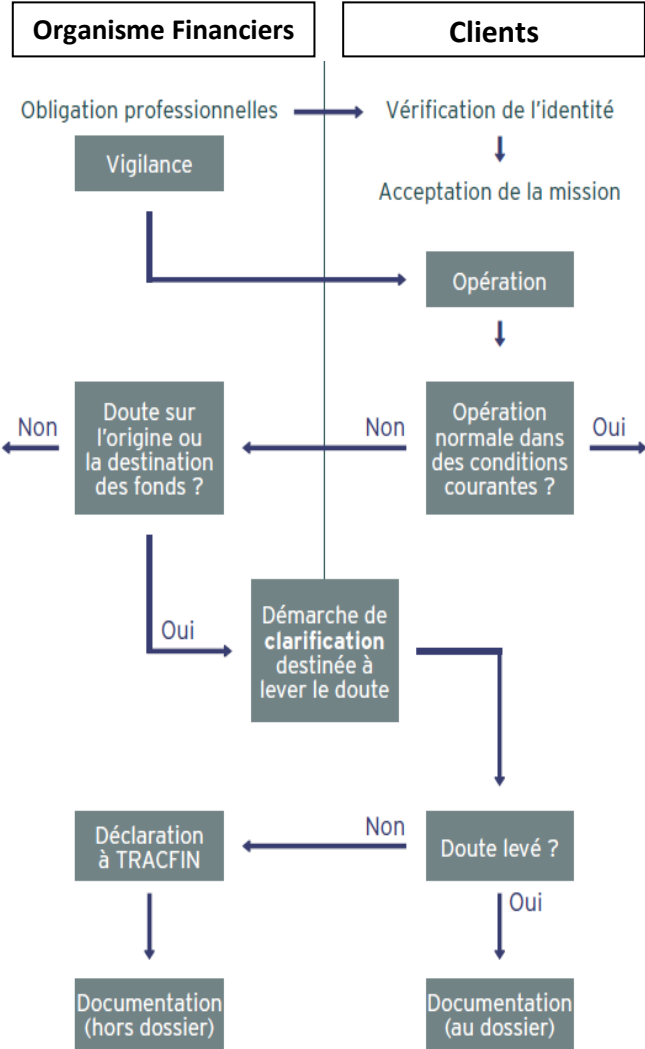 Organisme Financiers
Clients
Obligation professionnelles
Vérification de l'identité
Vigilance
Acceptation de la mission
Opération
Non
Doute sur
l'origine ou
la destination
des fonds ?
Non
Opération
normale dans
des conditions
courantes ?
Oui
Oui
Démarche de
clarification
destinée à
lever le doute
Déclaration
à TRACFIN
Non
Doute levé ?
Oui
Documentation
(hors dossier)
Documentation
(au dossier)